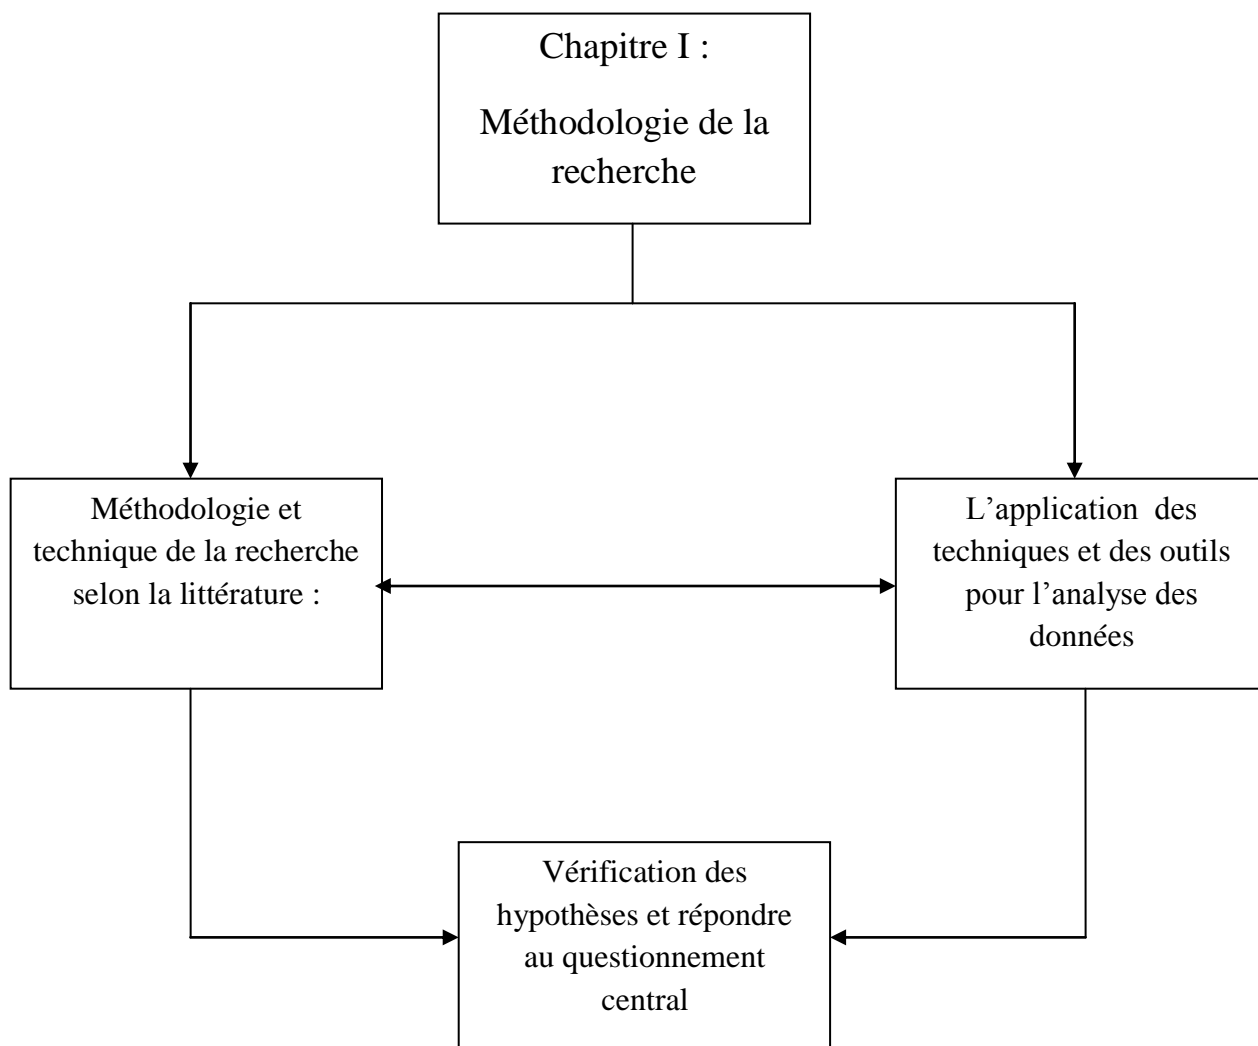 Chapitre I :
Méthodologie de la
recherche
Méthodologie et
technique de la recherche
selon la littérature :
L’application  des
techniques et des outils
pour l’analyse des
données
Vérification des
hypothèses et répondre
au questionnement
central